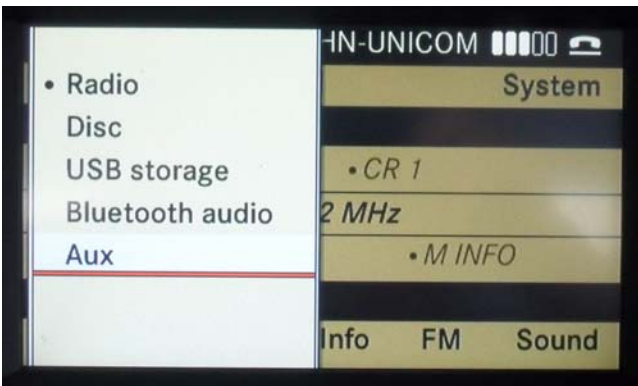 HN-UNICOM
• Radio
System
Disc
USB storage
• CR 1
Bluetooth audio
2 MHz
Aux
• M INFO
Info FM Sound